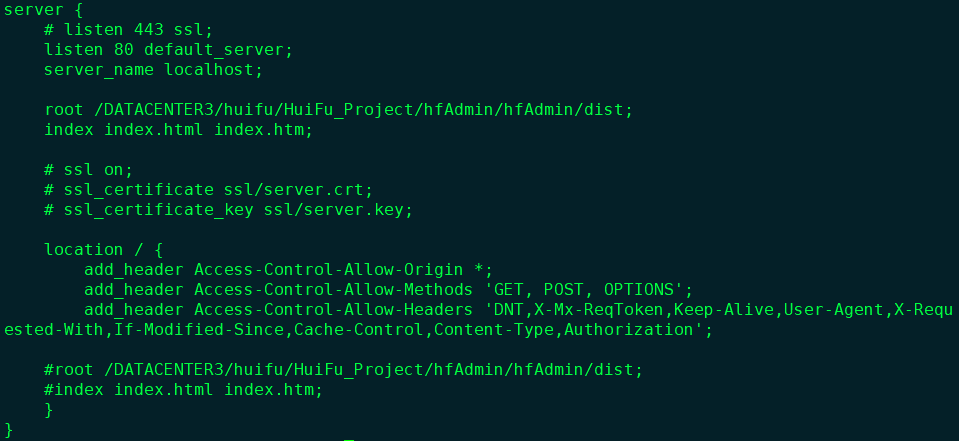 server {
    # listen 443 ssl;
    listen 80 default_server;
    server_name localhost;

    root /DATACENTER3/huifu/HuiFu_Project/hfAdmin/hfAdmin/dist;
    index index.html index.htm;

    # ssl on;
    # ssl_certificate ssl/server.crt;
    # ssl_certificate_key ssl/server.key;

    location / {
        add_header Access-Control-Allow-Origin *;
        add_header Access-Control-Allow-Methods 'GET, POST, OPTIONS';
        add_header Access-Control-Allow-Headers 'DNT,X-Mx-ReqToken,Keep-Alive,User-Agent,X-Requ
ested-With,If-Modified-Since,Cache-Control,Content-Type,Authorization';

    #root /DATACENTER3/huifu/HuiFu_Project/hfAdmin/hfAdmin/dist;
    #index index.html index.htm;
    }
}